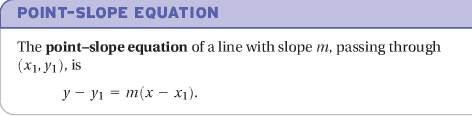 POINT-SLOPE EQUATION
The point–slope equation of a line with slope m, passing through
(x₁, y₁), is
y − y₁ = m(x − x₁).